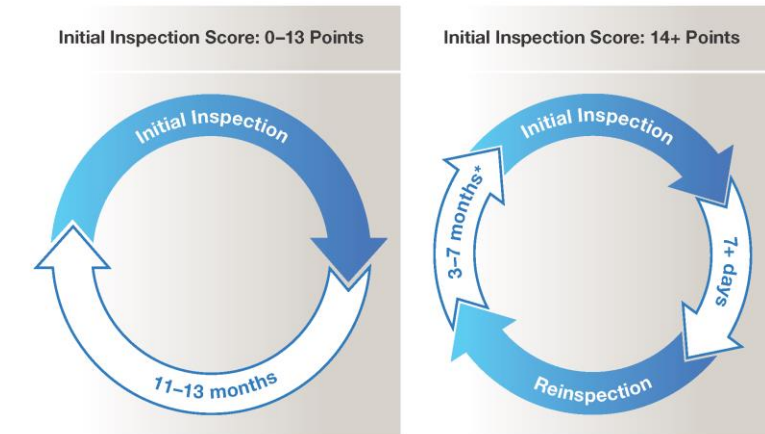 Initial Inspection Score: 0–13 Points
Initial Inspection
11–13 months
Initial Inspection Score: 14+ Points
Initial Inspection
7+ days
Reinspection
3–7 months*